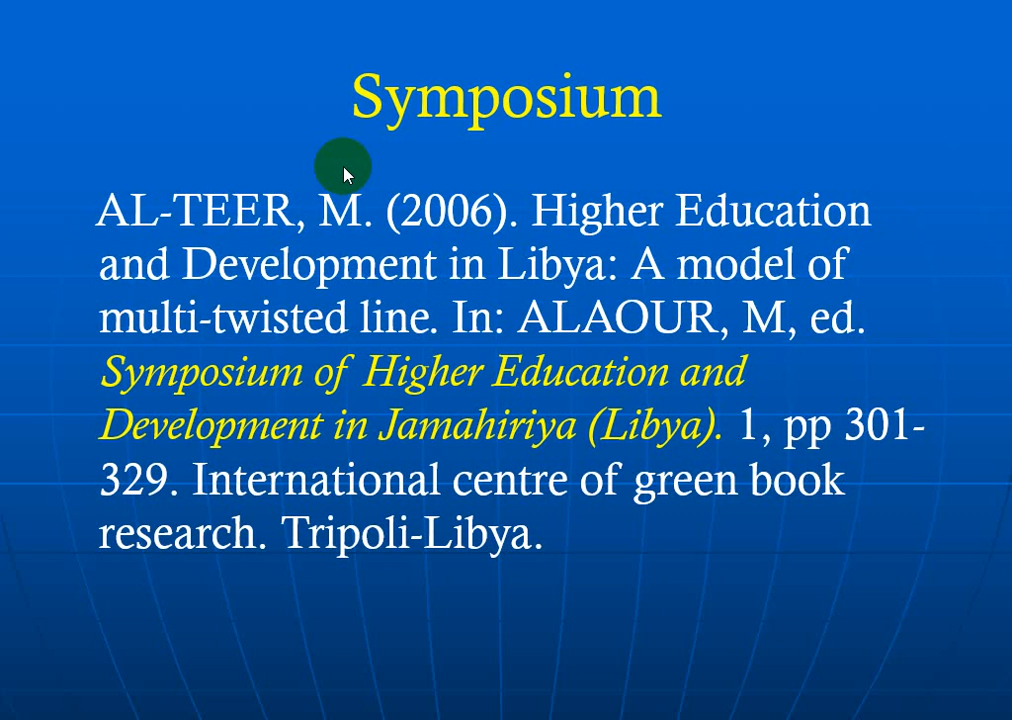 Symposium
AL-TEER, M. (2006). Higher Education
and Development in Libya: A model of
multi-twisted line. In: ALAOUR, M, ed.
Symposium of Higher Education and
Development in Jamahiriya (Libya). 1, pp 301-
329. International centre of green book
research. Tripoli-Libya.